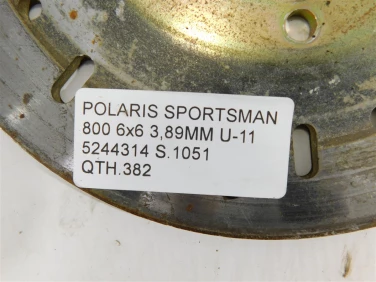 POLARIS SPORTSMAN
800 6x6 3,89MM U-11
5244314 S.1051
QTH.382